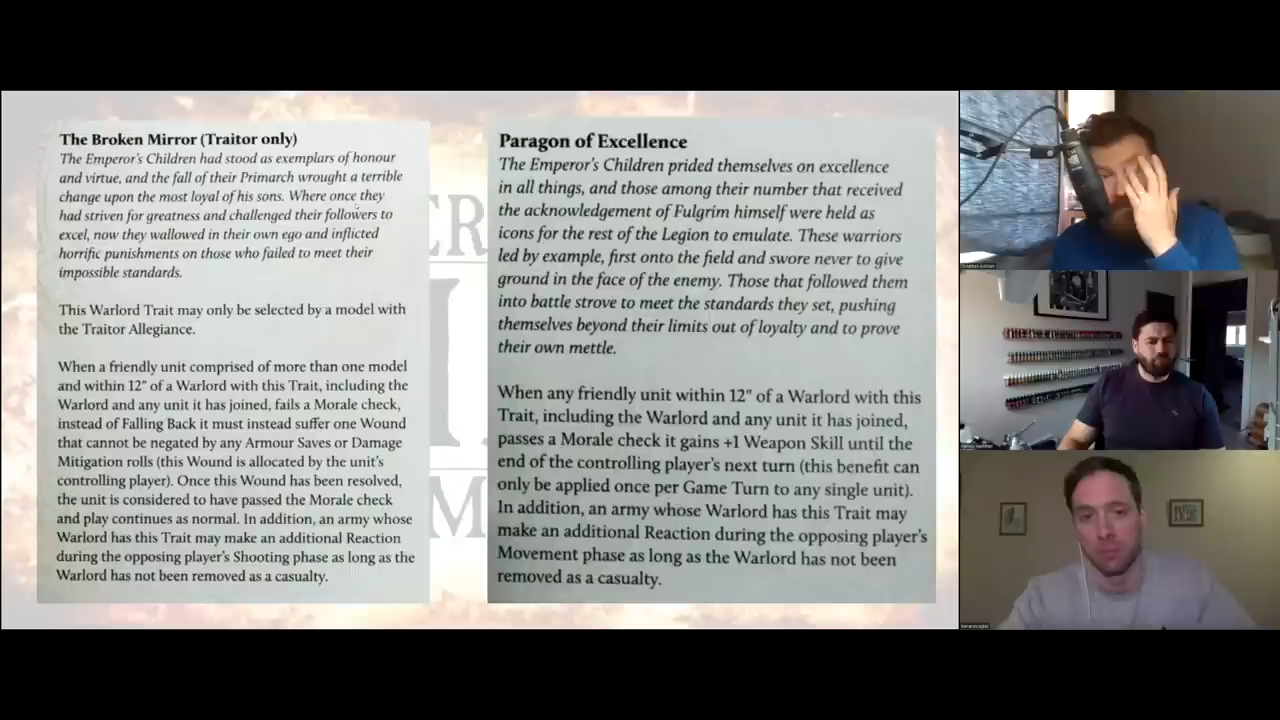 The Broken Mirror (Traitor only)
The Emperor's Children had stood as exemplars of honour
and virtue, and the fall of their Primarch wrought a terrible
change upon the most loyal of his sons. Where once they
had striven for greatness and challenged their followers to
excel, now they wallowed in their own ego and inflicted
horrific punishments on those who failed to meet their
impossible standards.
This Warlord Trait may only be selected by a model with
the Traitor Allegiance.
When a friendly unit comprised of more than one model
and within 12" of a Warlord with this Trait, including the
Warlord and any unit it has joined, fails a Morale check,
instead of Falling Back it must instead suffer one Wound
that cannot be negated by any Armour Saves or Damage
Mitigation rolls (this Wound is allocated by the unit's
controlling player). Once this Wound has been resolved,
the unit is considered to have passed the Morale check
and play continues as normal. In addition, an army whose
Warlord has this Trait may make an additional Reaction
during the opposing player's Shooting phase as long as the
Warlord has not been removed as a casualty.
Paragon of Excellence
The Emperor's Children prided themselves on excellence
in all things, and those among their number that received
the acknowledgement of Fulgrim himself were held as
icons for the rest of the Legion to emulate. These warriors
led by example, first onto the field and swore never to give
ground in the face of the enemy. Those that followed them
into battle strove to meet the standards they set, pushing
themselves beyond their limits out of loyalty and to prove
their own mettle.
When any friendly unit within 12" of a Warlord with this
Trait, including the Warlord and any unit it has joined,
passes a Morale check it gains +1 Weapon Skill until the
end of the controlling player's next turn (this benefit can
only be applied once per Game Turn to any single unit).
In addition, an army whose Warlord has this Trait may
make an additional Reaction during the opposing player's
Movement phase as long as the Warlord has not been
removed as a casualty.
ER
M